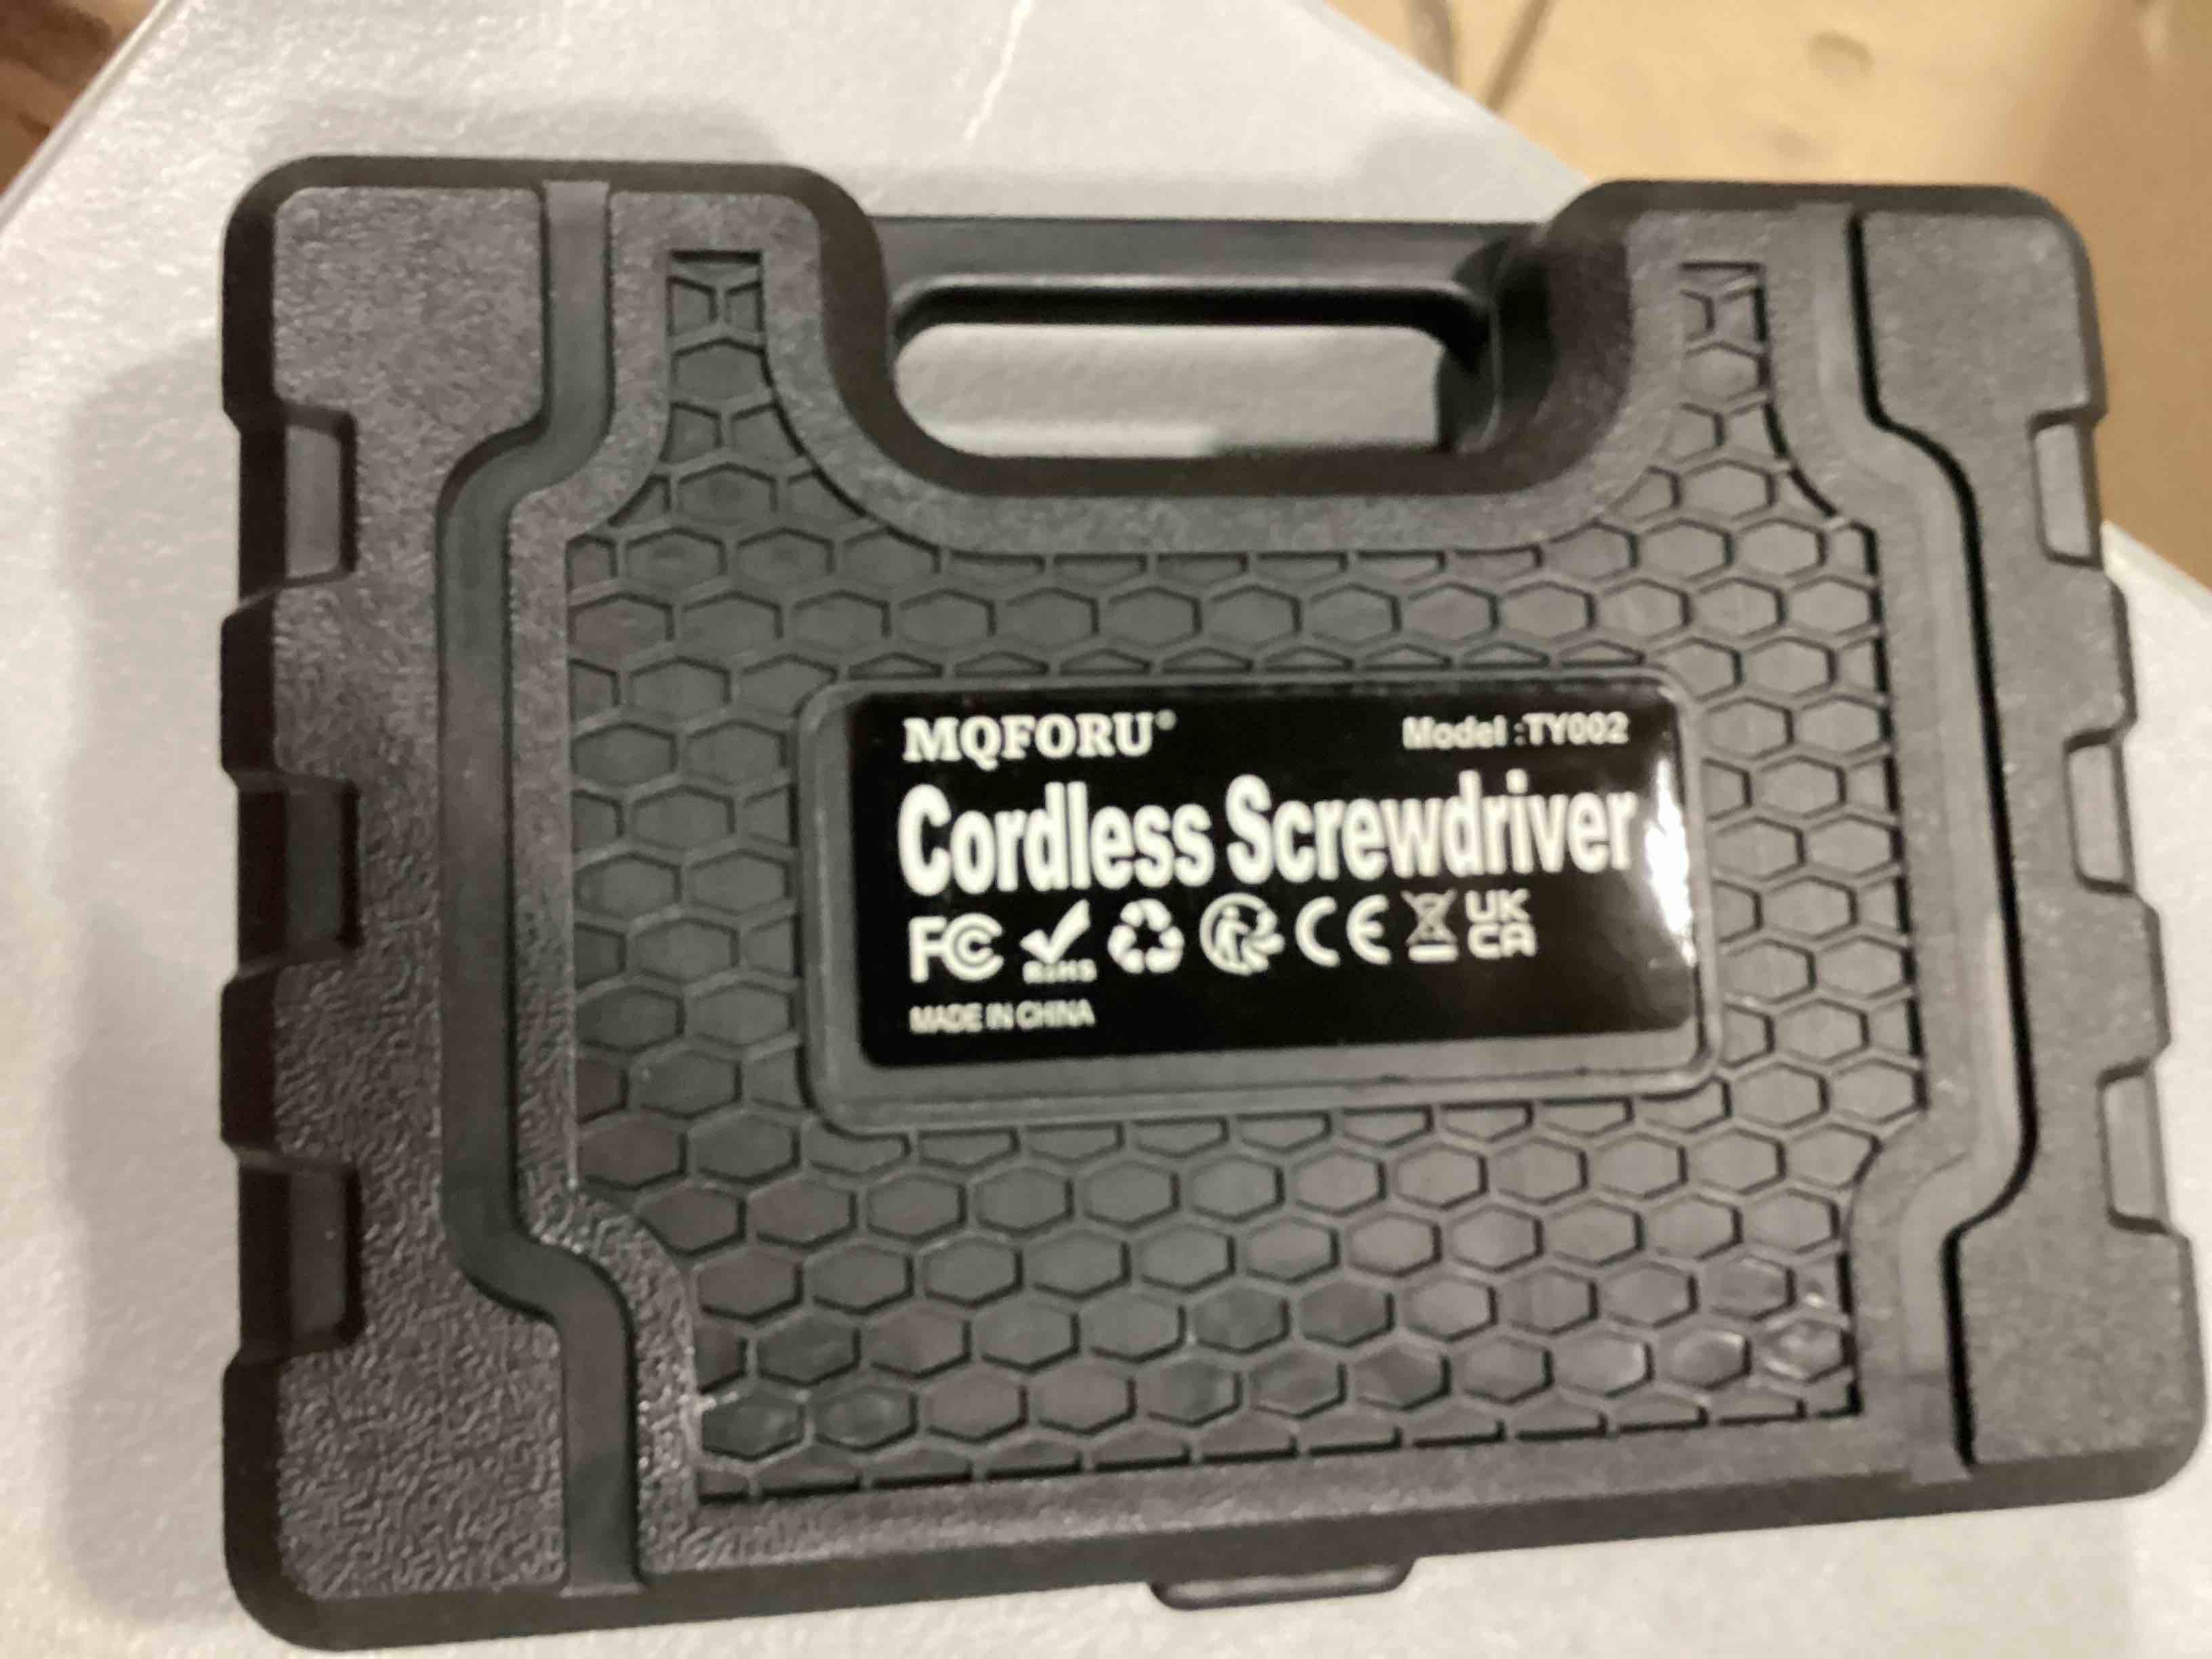 MQFORU® Model :TY002
Cordless Screwdriver
FC RoHS CE UK CA
MADE IN CHINA